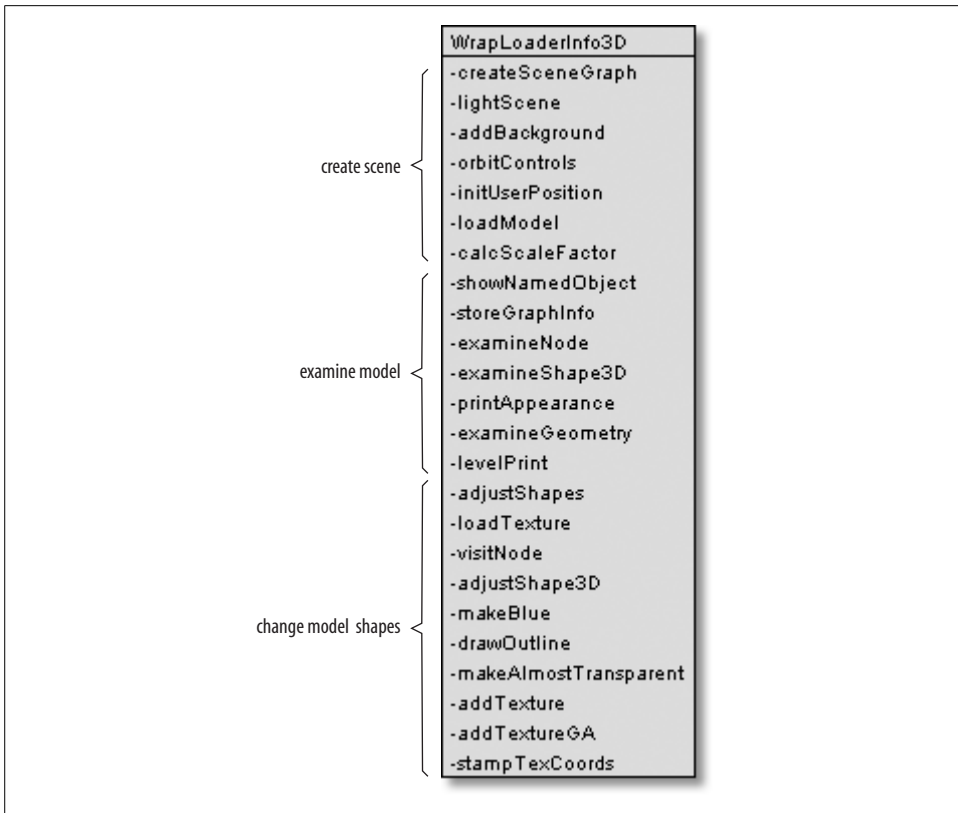 WrapLoaderInfo3D
-createSceneGraph
-lightScene
-addBackground
create scene
-orbitControls
-initUserPosition
-loadModel
-calcScaleFactor
-showNamedObject
-storeGraphInfo
-examineNode
examine model
-examineShape3D
-printAppearance
-examineGeometry
-levelPrint
-adjustShapes
-loadTexture
-visitNode
-adjustShape3D
-makeBlue
change model shapes
-drawOutline
-makeAlmostTransparent
-addTexture
-addTextureGA
-stampTexCoords